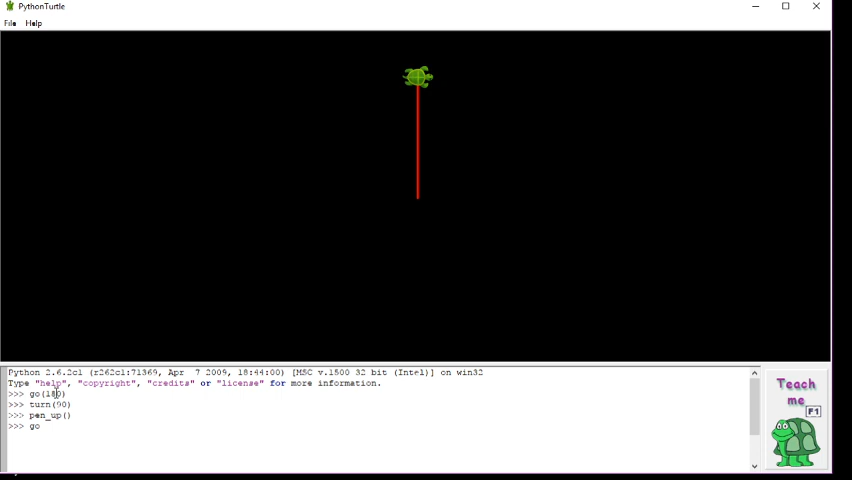 PythonTurtle
File Help
Python 2.6.2c1 (r262c1:71369, Apr 7 2009, 18:44:00) [MSC v.1500 32 bit (Intel)] on win32
Type "help", "copyright", "credits" or "license" for more information.
>>> go(180)
>>> turn(90)
>>> pen_up()
>>> go
Teach
me
F1